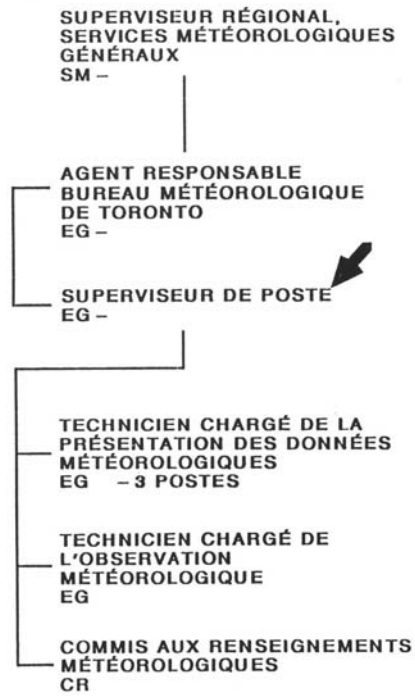 SUPERVISEUR RÉGIONAL,
SERVICES MÉTÉOROLOGIQUES
GÉNÉRAUX
SM –
AGENT RESPONSABLE
BUREAU MÉTÉOROLOGIQUE
DE TORONTO
EG –
SUPERVISEUR DE POSTE
EG –
TECHNICIEN CHARGÉ DE LA
PRÉSENTATION DES DONNÉES
MÉTÉOROLOGIQUES
EG – 3 POSTES
TECHNICIEN CHARGÉ DE
L'OBSERVATION
MÉTÉOROLOGIQUE
EG
COMMIS AUX RENSEIGNEMENTS
MÉTÉOROLOGIQUES
CR